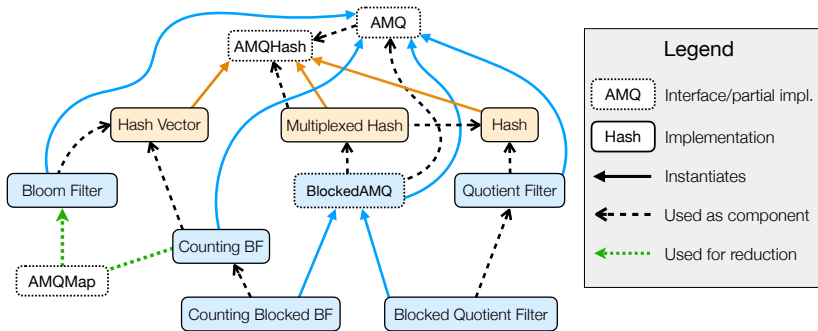 AMQ
AMQHash
Hash Vector
Multiplexed Hash
Hash
Bloom Filter
BlockedAMQ
Quotient Filter
Counting BF
AMQMap
Counting Blocked BF
Blocked Quotient Filter
Legend
AMQ Interface/partial impl.
Hash Implementation
Instantiates
Used as component
Used for reduction